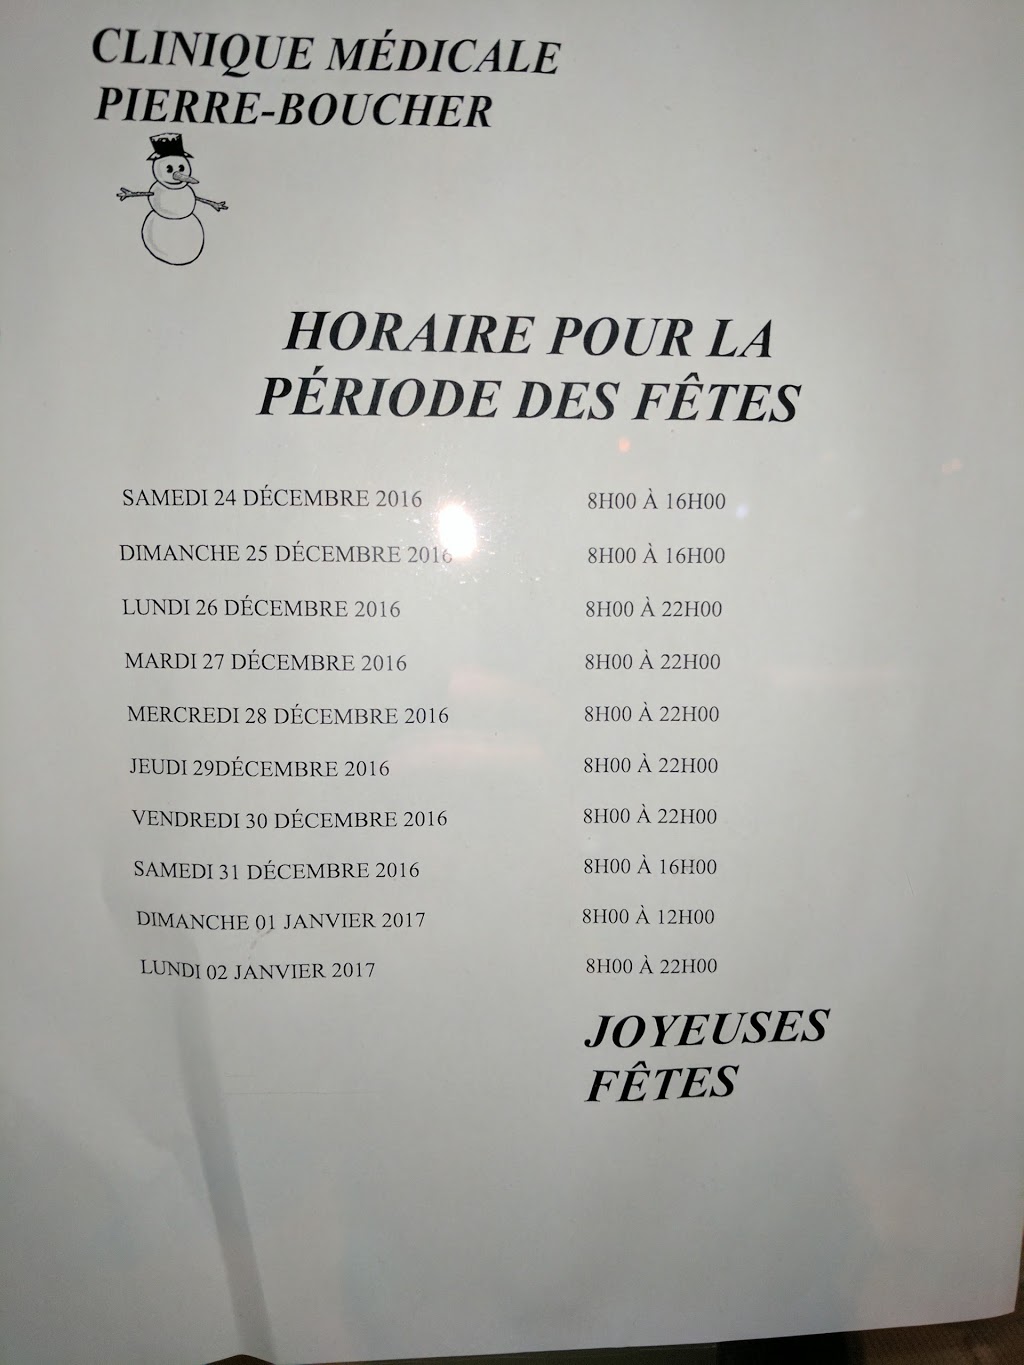 CLINIQUE MÉDICALE
PIERRE-BOUCHER
HORAIRE POUR LA
PÉRIODE DES FÊTES
SAMEDI 24 DÉCEMBRE 2016 8H00 À 16H00
DIMANCHE 25 DÉCEMBRE 2016 8H00 À 16H00
LUNDI 26 DÉCEMBRE 2016 8H00 À 22H00
MARDI 27 DÉCEMBRE 2016 8H00 À 22H00
MERCREDI 28 DÉCEMBRE 2016 8H00 À 22H00
JEUDI 29DÉCEMBRE 2016 8H00 À 22H00
VENDREDI 30 DÉCEMBRE 2016 8H00 À 22H00
SAMEDI 31 DÉCEMBRE 2016 8H00 À 16H00
DIMANCHE 01 JANVIER 2017 8H00 À 12H00
LUNDI 02 JANVIER 2017 8H00 À 22H00
JOYEUSES
FÊTES